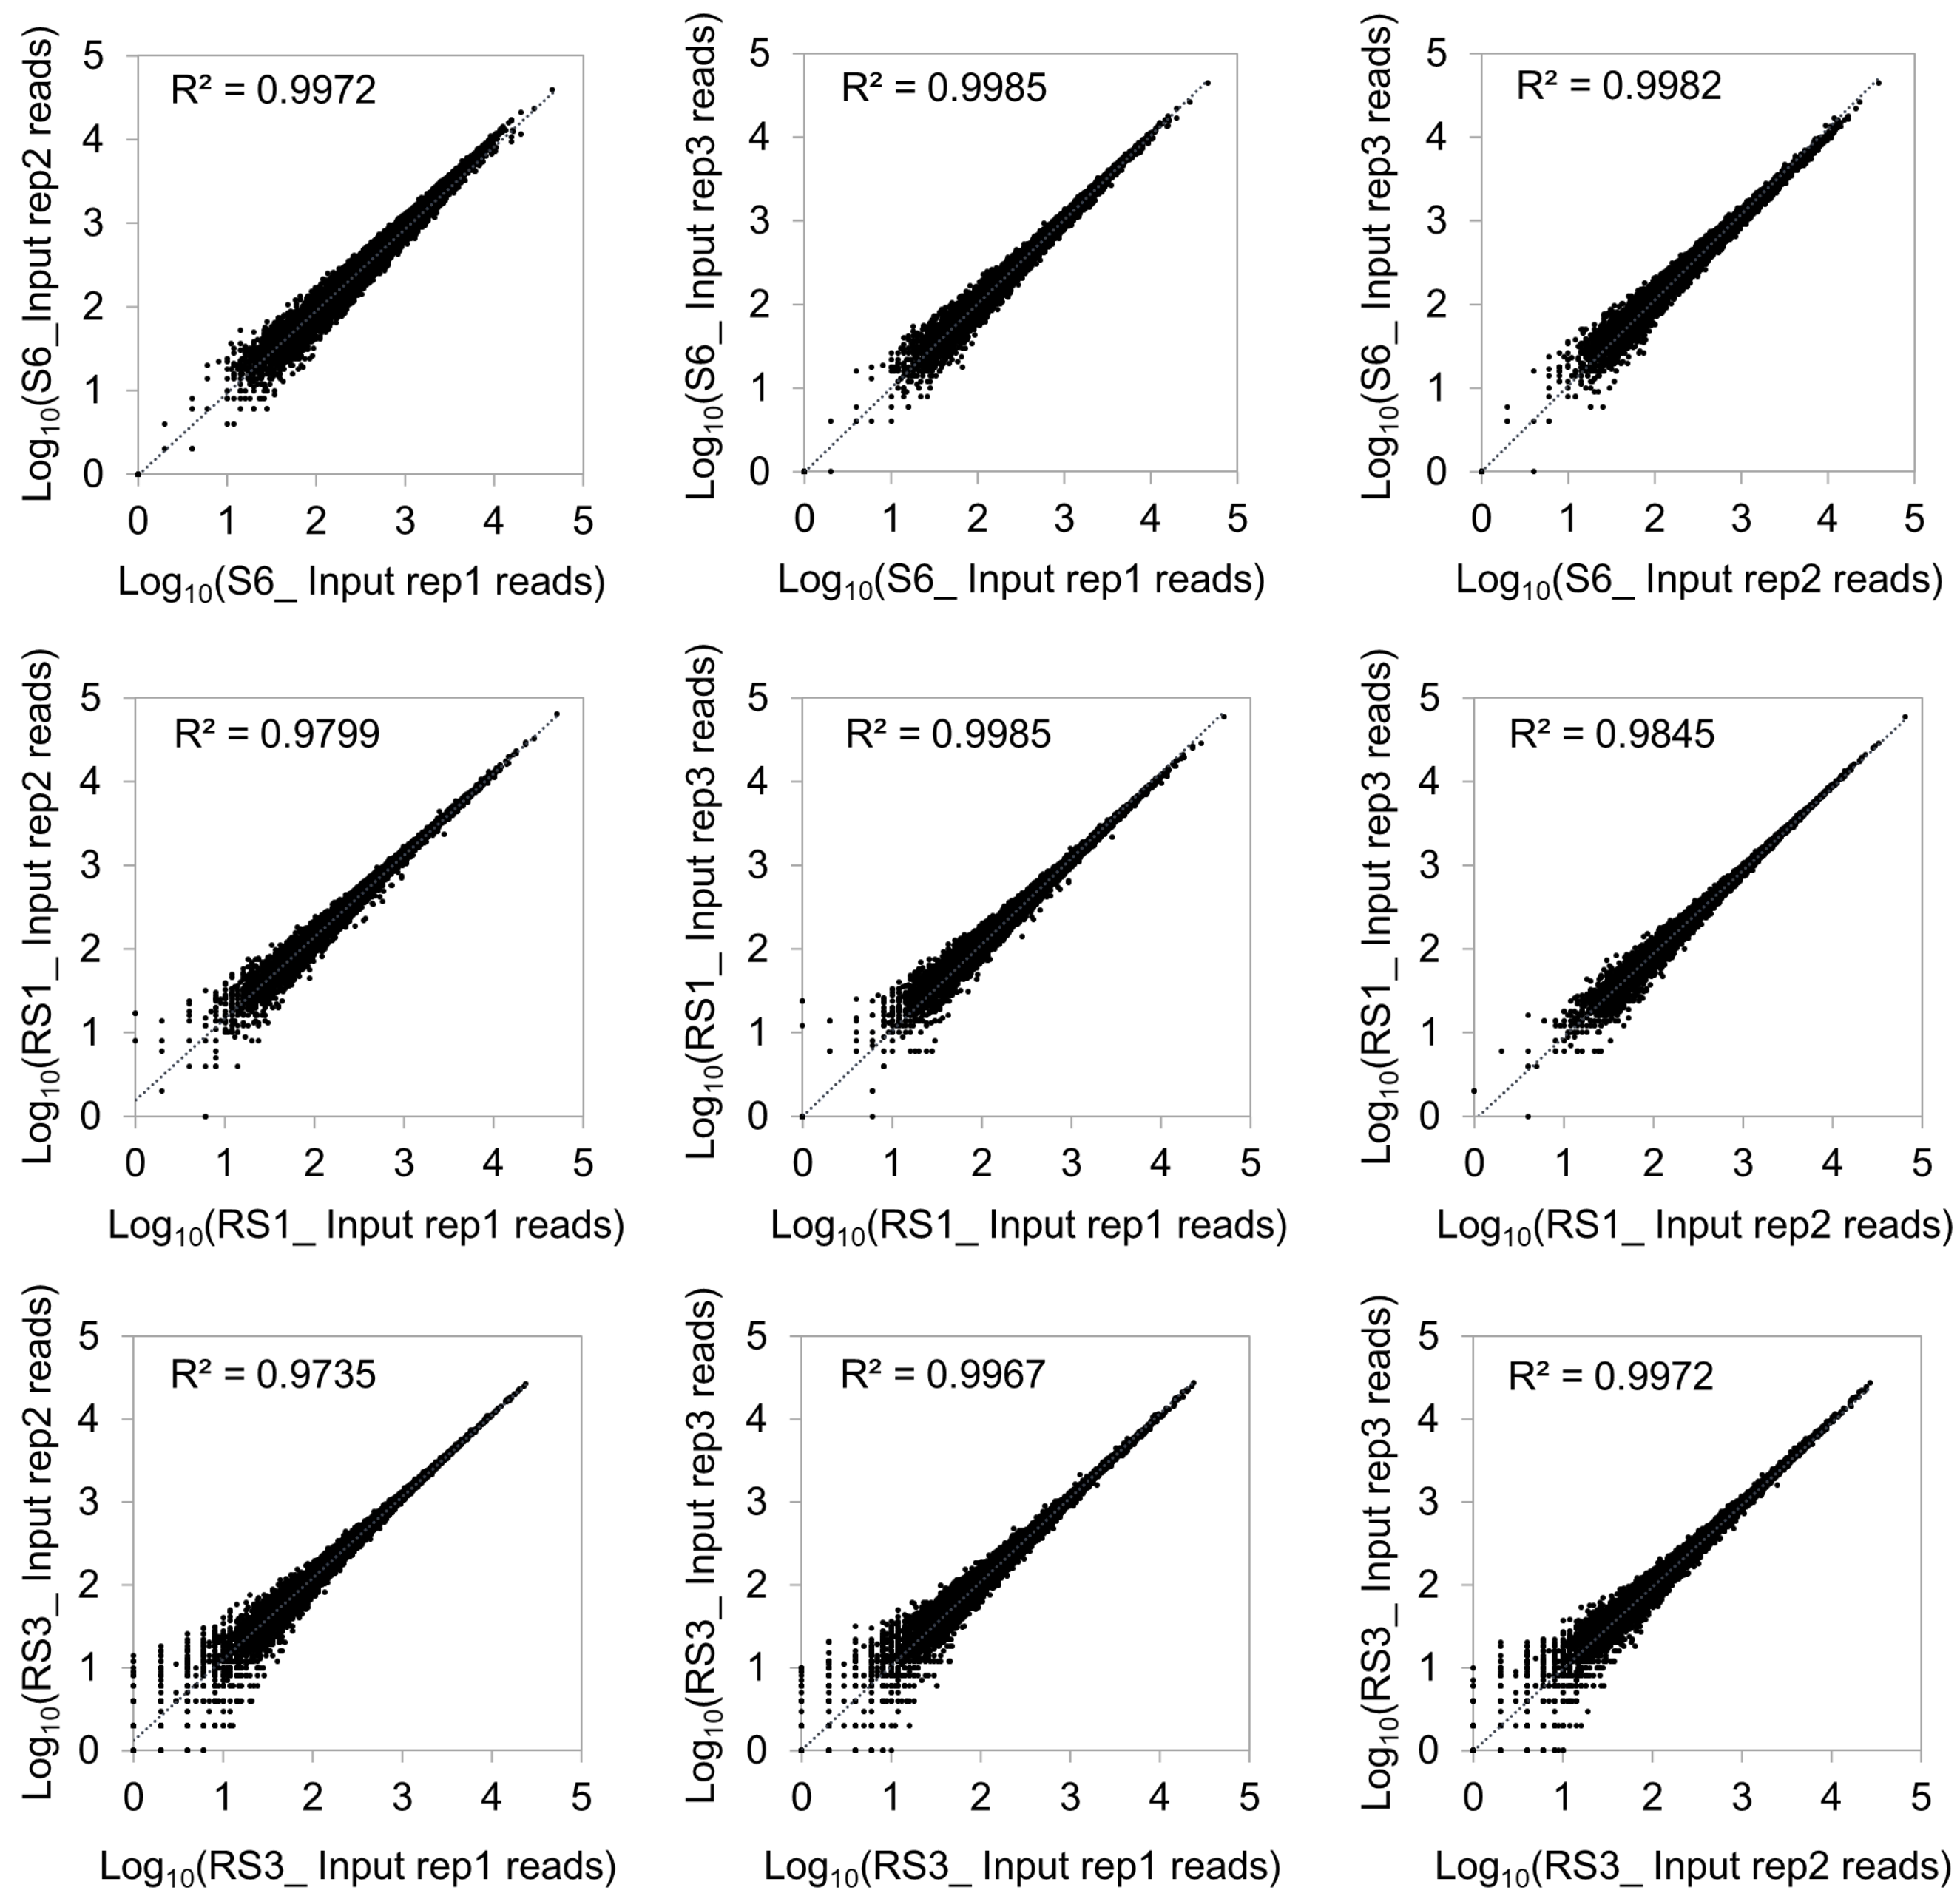 Log10(S6_ Input rep2 reads)
5
4
3
2
1
0
R² = 0.9972
0 1 2 3 4 5
Log10(S6_ Input rep1 reads)
Log10(S6_ Input rep3 reads)
5
4
3
2
1
0
R² = 0.9985
0 1 2 3 4 5
Log10(S6_ Input rep1 reads)
Log10(S6_ Input rep3 reads)
5
4
3
2
1
0
R² = 0.9982
0 1 2 3 4 5
Log10(S6_ Input rep2 reads)
Log10(RS1_ Input rep2 reads)
5
4
3
2
1
0
R² = 0.9799
0 1 2 3 4 5
Log10(RS1_ Input rep1 reads)
Log10(RS1_ Input rep3 reads)
5
4
3
2
1
0
R² = 0.9985
0 1 2 3 4 5
Log10(RS1_ Input rep1 reads)
Log10(RS1_ Input rep3 reads)
5
4
3
2
1
0
R² = 0.9845
0 1 2 3 4 5
Log10(RS1_ Input rep2 reads)
Log10(RS3_ Input rep2 reads)
5
4
3
2
1
0
R² = 0.9735
0 1 2 3 4 5
Log10(RS3_ Input rep1 reads)
Log10(RS3_ Input rep3 reads)
5
4
3
2
1
0
R² = 0.9967
0 1 2 3 4 5
Log10(RS3_ Input rep1 reads)
Log10(RS3_ Input rep3 reads)
5
4
3
2
1
0
R² = 0.9972
0 1 2 3 4 5
Log10(RS3_ Input rep2 reads)